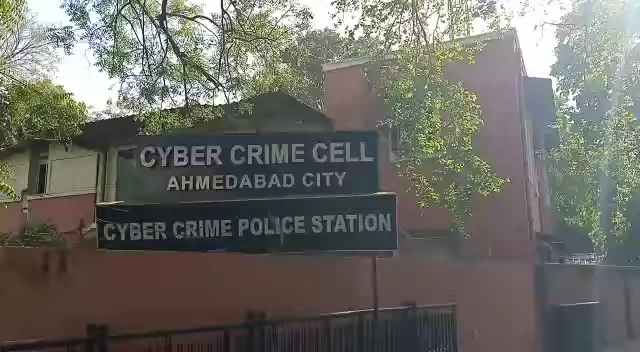 CYBER CRIME CELL
AHMEDABAD CITY
CYBER CRIME POLICE STATION